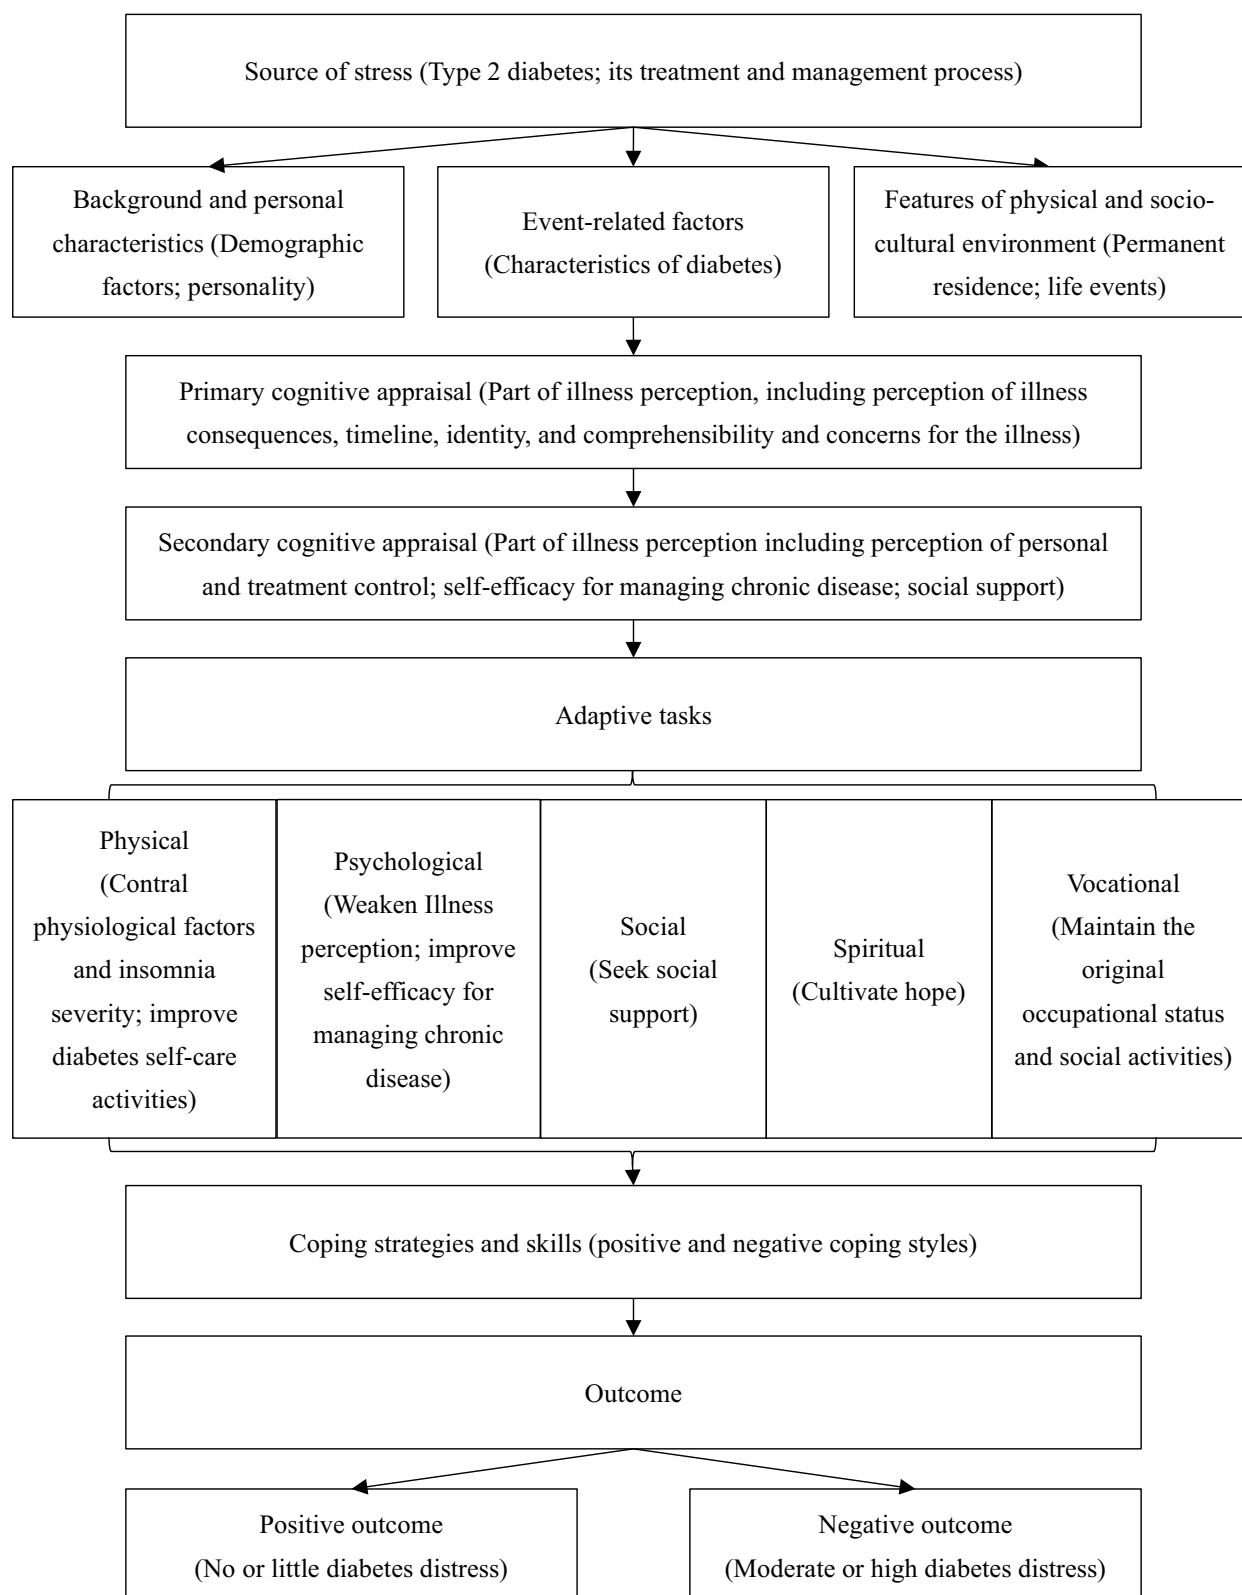 Source of stress (Type 2 diabetes; its treatment and management process)
Background and personal
characteristics (Demographic
factors; personality)
Event-related factors
(Characteristics of diabetes)
Features of physical and socio-
cultural environment (Permanent
residence; life events)
Primary cognitive appraisal (Part of illness perception, including perception of illness
consequences, timeline, identity, and comprehensibility and concerns for the illness)
Secondary cognitive appraisal (Part of illness perception including perception of personal
and treatment control; self-efficacy for managing chronic disease; social support)
Adaptive tasks
Physical
(Contral
physiological factors
and insomnia
severity; improve
diabetes self-care
activities)
Psychological
(Weaken Illness
perception; improve
self-efficacy for
managing chronic
disease)
Social
(Seek social
support)
Spiritual
(Cultivate hope)
Vocational
(Maintain the
original
occupational status
and social activities)
Coping strategies and skills (positive and negative coping styles)
Outcome
Positive outcome
(No or little diabetes distress)
Negative outcome
(Moderate or high diabetes distress)